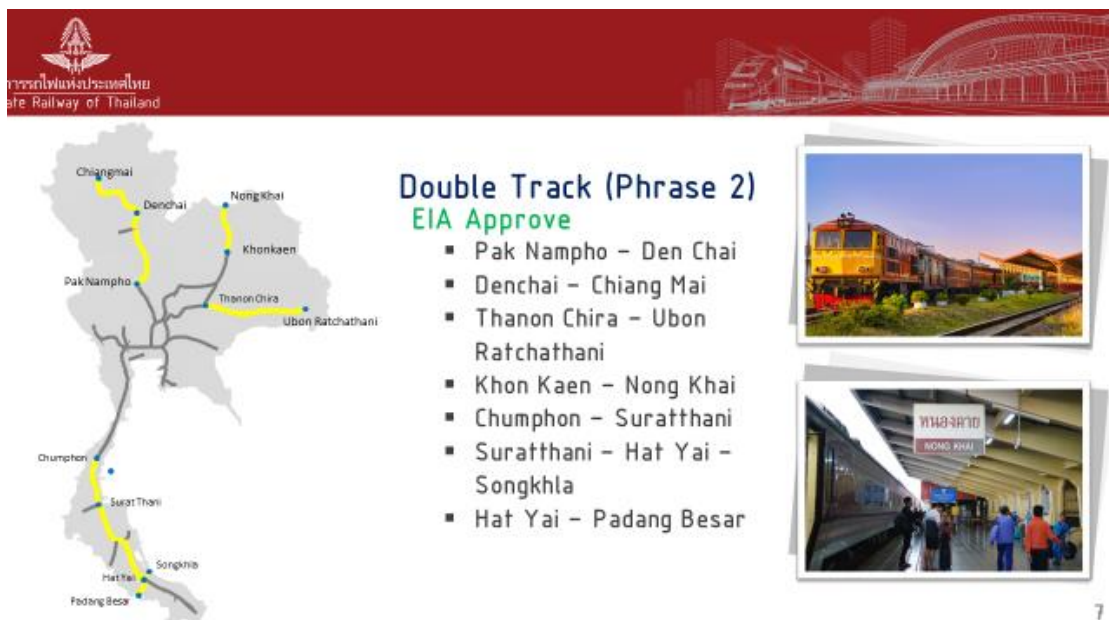 ารรถไฟแห่งประเทศไทย
ate Railway of Thailand
Chiangmai
Denchai
Nong Khai
Khonkaen
Pak Nampho
Thanon Chira
Ubon Ratchathani
Chumphon
Surat Thani
Songkhla
Hat Yai
Padang Besar
Double Track (Phrase 2)
EIA Approve
▪ Pak Nampho – Den Chai
▪ Denchai – Chiang Mai
▪ Thanon Chira – Ubon
Ratchathani
▪ Khon Kaen – Nong Khai
▪ Chumphon – Suratthani
▪ Suratthani – Hat Yai –
Songkhla
▪ Hat Yai – Padang Besar
หนองคาย
NONG KHAI
7